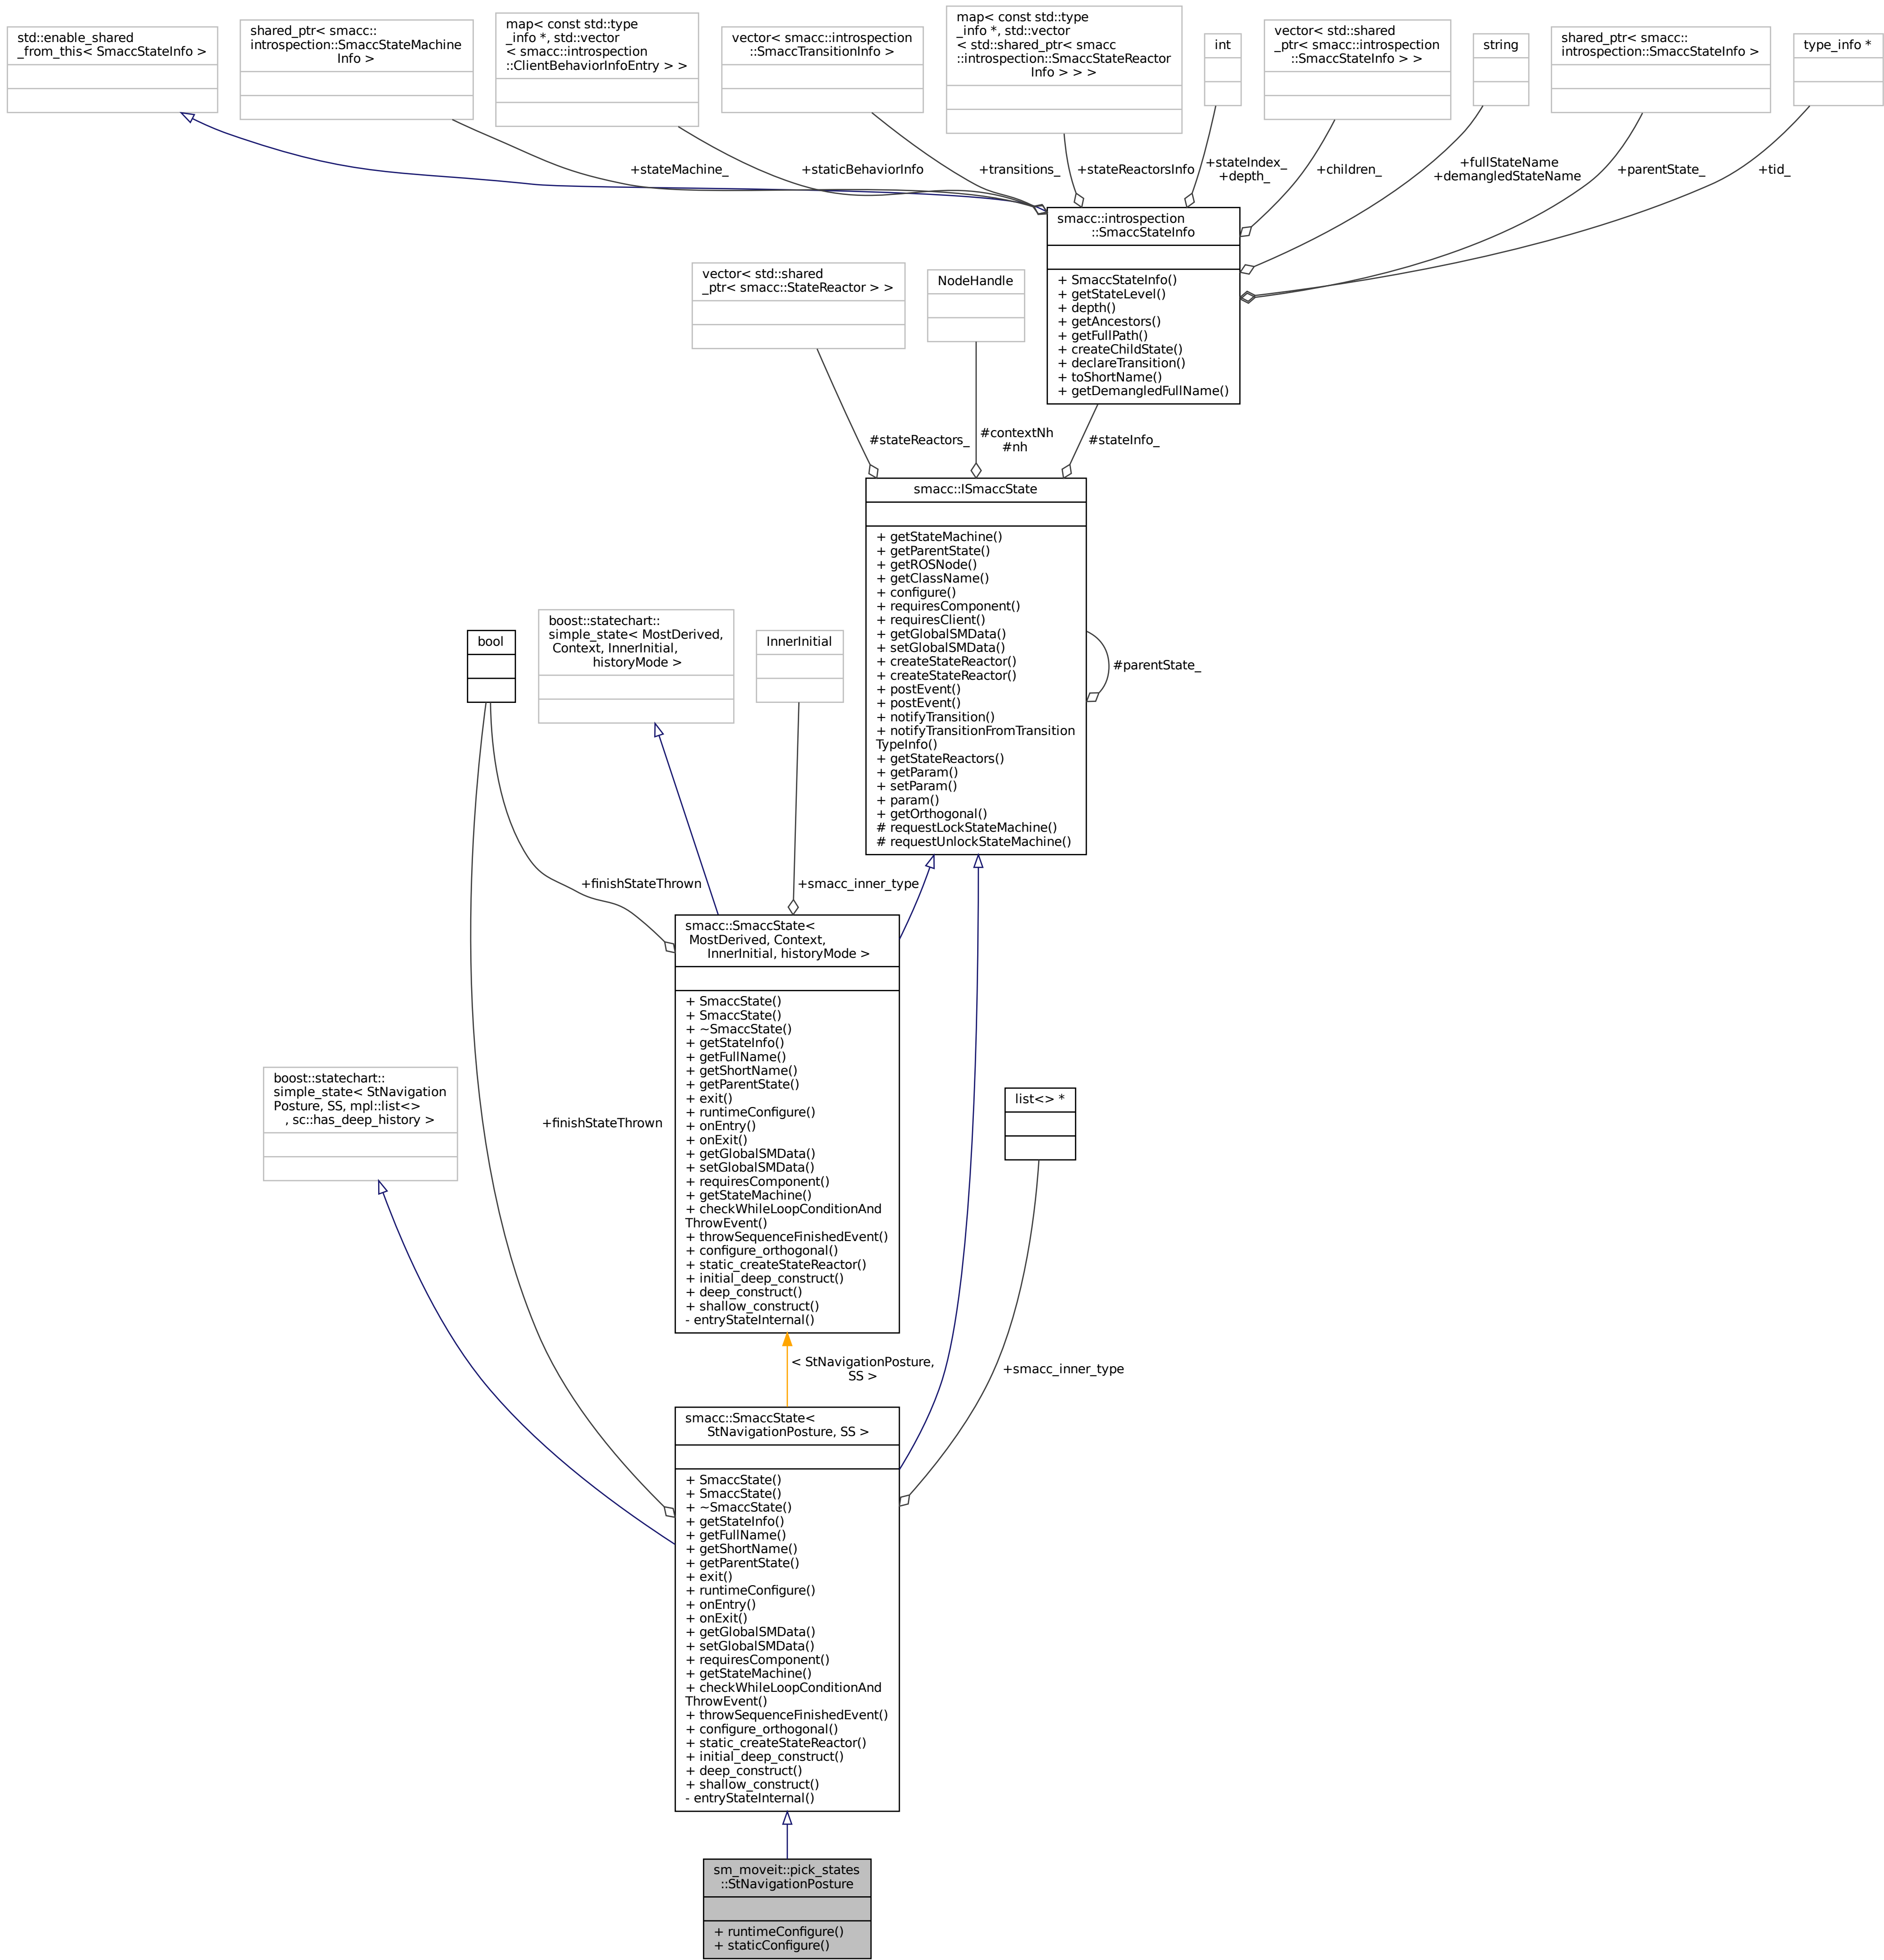 std::enable_shared
_from_this< SmaccStateInfo >
shared_ptr< smacc::
introspection::SmaccStateMachine
Info >
map< const std::type
_info *, std::vector
< smacc::introspection
::ClientBehaviorInfoEntry > >
vector< smacc::introspection
::SmaccTransitionInfo >
map< const std::type
_info *, std::vector
< std::shared_ptr< smacc
::introspection::SmaccStateReactor
Info > > >
int
vector< std::shared
_ptr< smacc::introspection
::SmaccStateInfo > >
string
shared_ptr< smacc::
introspection::SmaccStateInfo >
type_info *
+stateMachine_
+staticBehaviorInfo
+transitions_
+stateReactorsInfo
+stateIndex_
+depth_
+children_
+fullStateName
+demangledStateName
+parentState_
+tid_
smacc::introspection
::SmaccStateInfo
+ SmaccStateInfo()
+ getStateLevel()
+ depth()
+ getAncestors()
+ getFullPath()
+ createChildState()
+ declareTransition()
+ toShortName()
+ getDemangledFullName()
vector< std::shared
_ptr< smacc::StateReactor > >
NodeHandle
#stateReactors_
#contextNh
#nh
#stateInfo_
smacc::ISmaccState
+ getStateMachine()
+ getParentState()
+ getROSNode()
+ getClassName()
+ configure()
+ requiresComponent()
+ requiresClient()
+ getGlobalSMData()
+ setGlobalSMData()
+ createStateReactor()
+ createStateReactor()
+ postEvent()
+ postEvent()
+ notifyTransition()
+ notifyTransitionFromTransition
TypeInfo()
+ getStateReactors()
+ getParam()
+ setParam()
+ param()
+ getOrthogonal()
# requestLockStateMachine()
# requestUnlockStateMachine()
#parentState_
bool
boost::statechart::
simple_state< MostDerived,
Context, InnerInitial,
historyMode >
InnerInitial
+finishStateThrown
+smacc_inner_type
smacc::SmaccState<
MostDerived, Context,
InnerInitial, historyMode >
+ SmaccState()
+ SmaccState()
+ ~SmaccState()
+ getStateInfo()
+ getFullName()
+ getShortName()
+ getParentState()
+ exit()
+ runtimeConfigure()
+ onEntry()
+ onExit()
+ getGlobalSMData()
+ setGlobalSMData()
+ requiresComponent()
+ getStateMachine()
+ checkWhileLoopConditionAnd
ThrowEvent()
+ throwSequenceFinishedEvent()
+ configure_orthogonal()
+ static_createStateReactor()
+ initial_deep_construct()
+ deep_construct()
+ shallow_construct()
- entryStateInternal()
boost::statechart::
simple_state< StNavigation
Posture, SS, mpl::list<>
, sc::has_deep_history >
+finishStateThrown
list<> *
< StNavigationPosture,
SS >
+smacc_inner_type
smacc::SmaccState<
StNavigationPosture, SS >
+ SmaccState()
+ SmaccState()
+ ~SmaccState()
+ getStateInfo()
+ getFullName()
+ getShortName()
+ getParentState()
+ exit()
+ runtimeConfigure()
+ onEntry()
+ onExit()
+ getGlobalSMData()
+ setGlobalSMData()
+ requiresComponent()
+ getStateMachine()
+ checkWhileLoopConditionAnd
ThrowEvent()
+ throwSequenceFinishedEvent()
+ configure_orthogonal()
+ static_createStateReactor()
+ initial_deep_construct()
+ deep_construct()
+ shallow_construct()
- entryStateInternal()
sm_moveit::pick_states
::StNavigationPosture
+ runtimeConfigure()
+ staticConfigure()